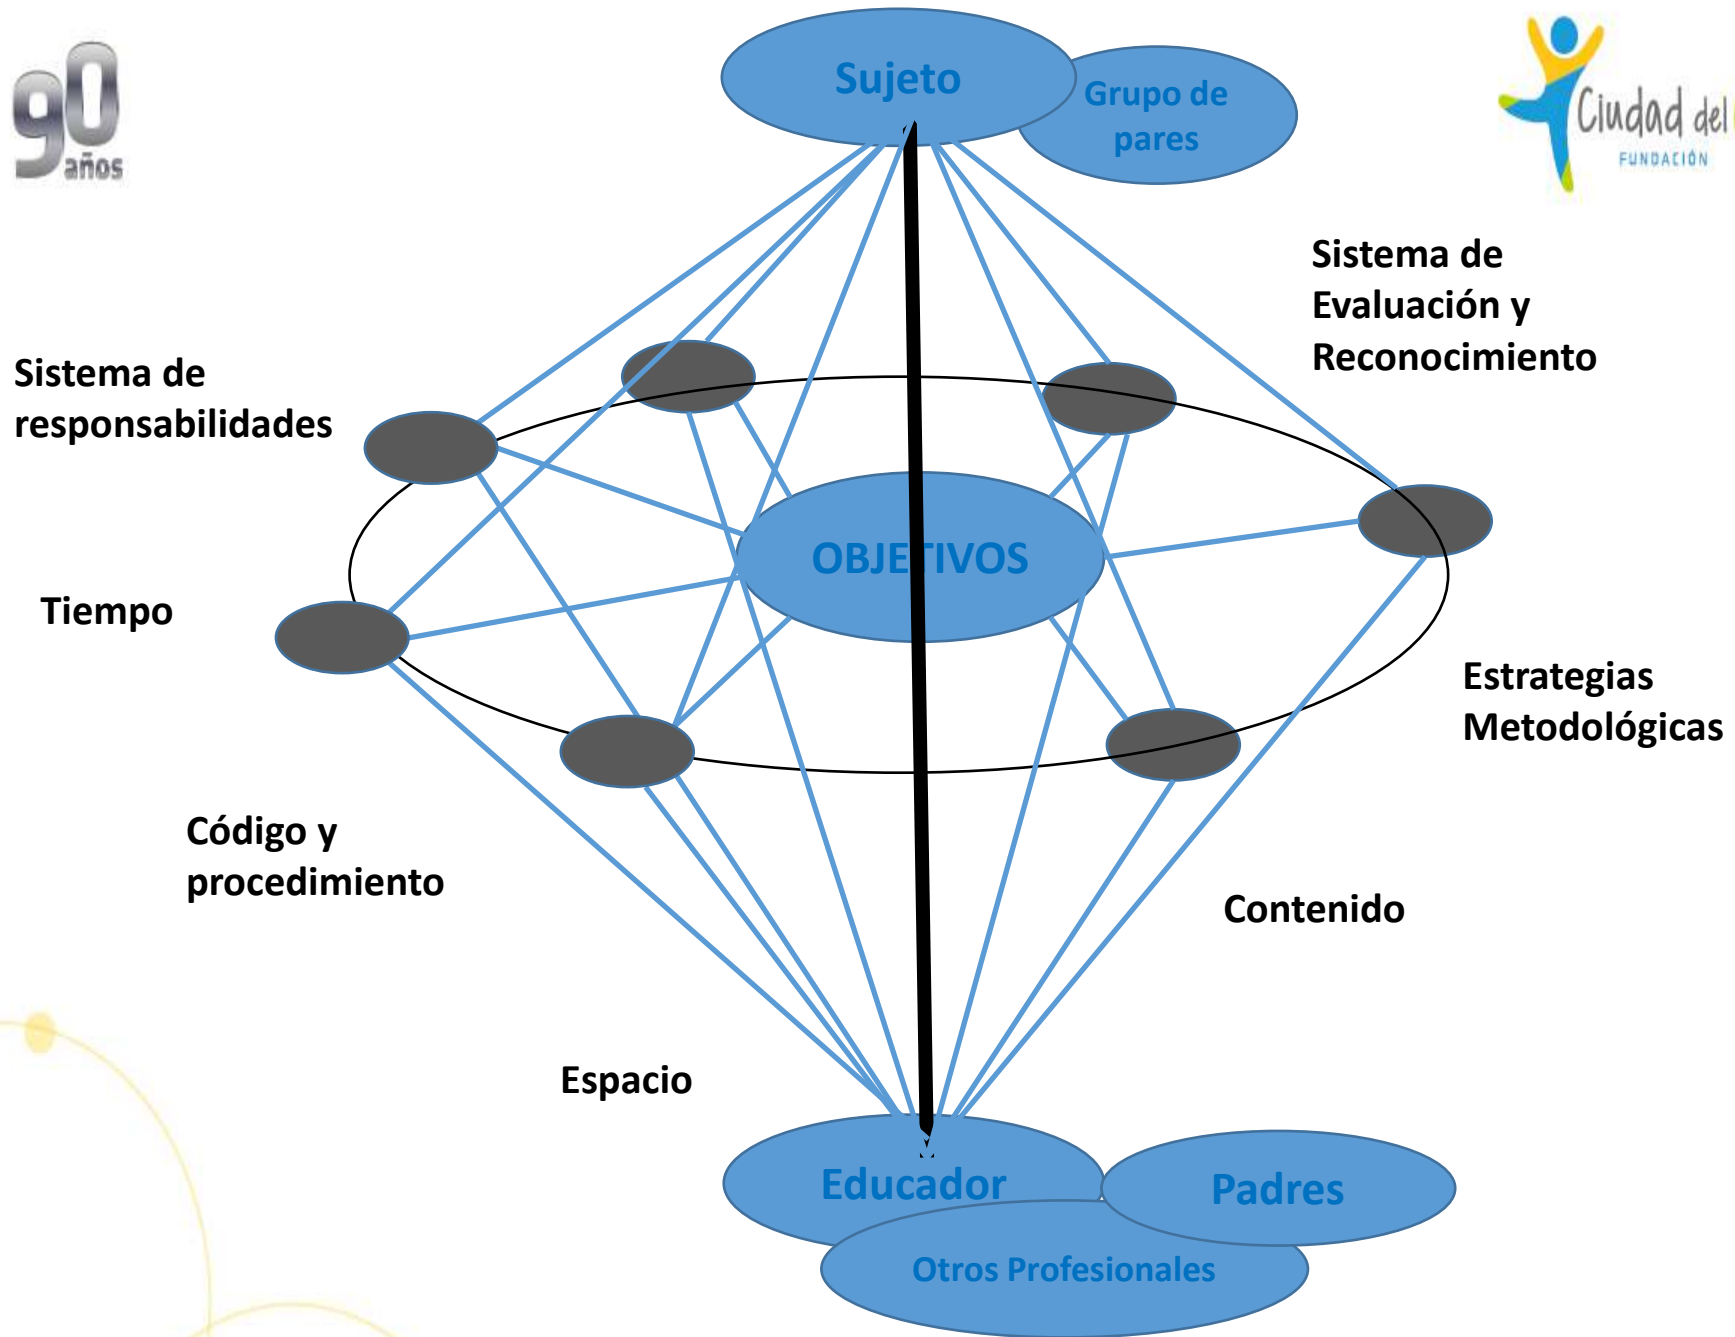 90
años
Sujeto
Grupo de
pares
Ciudad del
FUNDACIÓN
Sistema de
Evaluación y
Reconocimiento
Sistema de
responsabilidades
OBJETIVOS
Tiempo
Estrategias
Metodológicas
Código y
procedimiento
Contenido
Espacio
Educador
Padres
Otros Profesionales